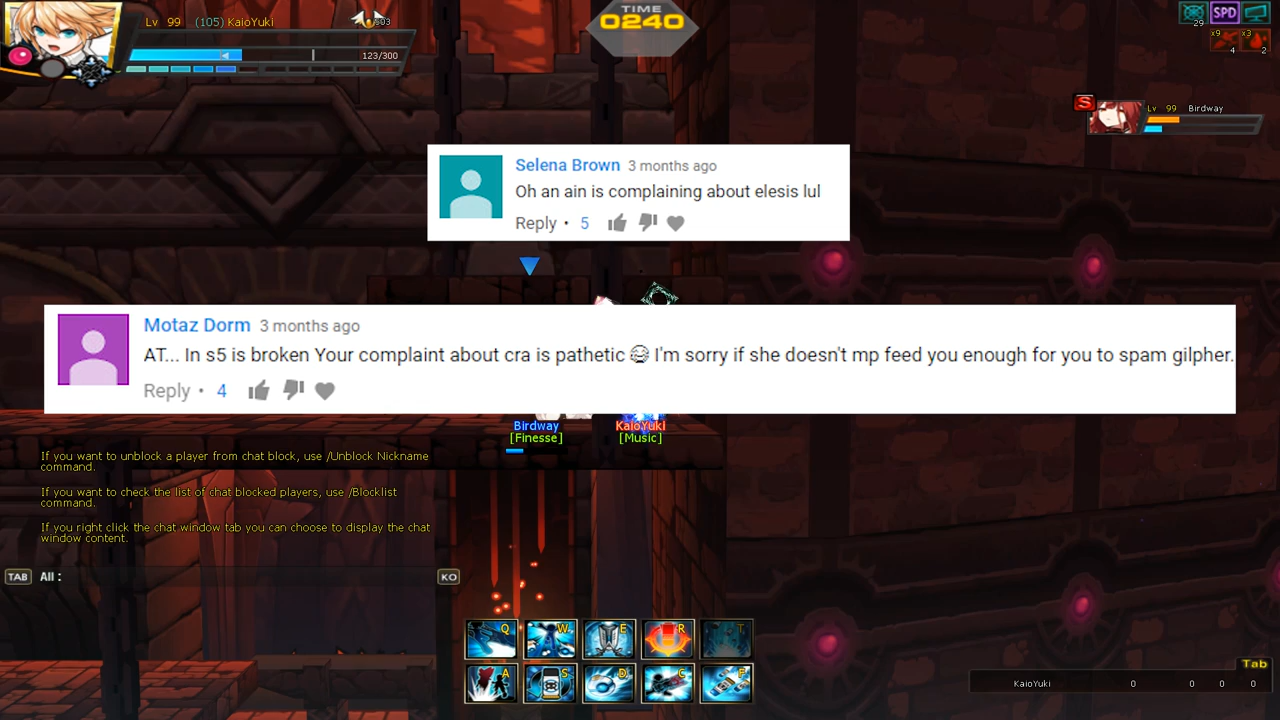 Lv 99 (105) KaioYuki
TIME
0240
SPD
29
x9
x3
4
2
123/300
S
Lv 99 Birdway
Selena Brown 3 months ago
Oh an ain is complaining about elesis lul
Reply • 5
Motaz Dorm 3 months ago
AT... In s5 is broken Your complaint about cra is pathetic 😂 I'm sorry if she doesn't mp feed you enough for you to spam gilpher.
Reply • 4
Birdway
[Finesse]
KaioYuki
[Music]
If you want to unblock a player from chat block, use /Unblock Nickname
command.
If you want to check the list of chat blocked players, use /Blocklist
command.
If you right click the chat window tab you can choose to display the chat
window content.
TAB All :
KO
Q W E R T
A S D C
Tab
KaioYuki 0 0 0 0